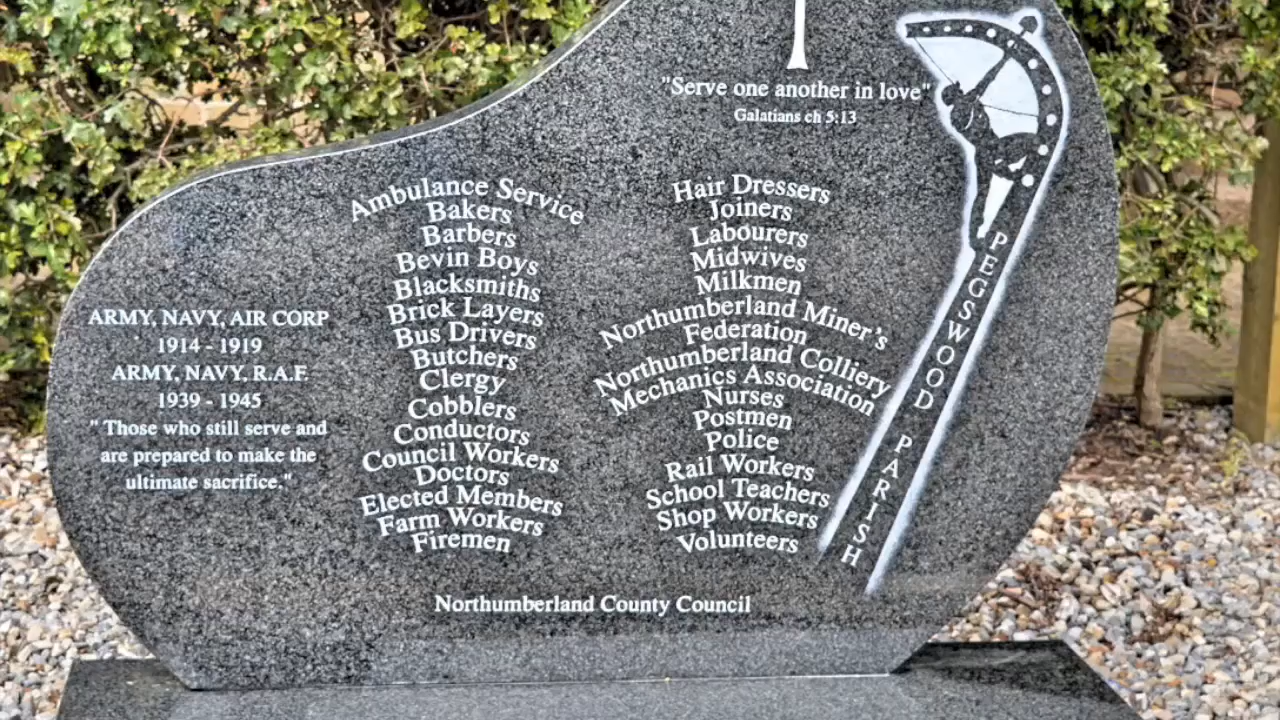 "Serve one another in love"
Galatians ch 5:13
ARMY, NAVY, AIR CORP
1914 - 1919
ARMY, NAVY, R.A.F.
1939 - 1945
"Those who still serve and
are prepared to make the
ultimate sacrifice."
Ambulance Service
Bakers
Barbers
Bevin Boys
Blacksmiths
Brick Layers
Bus Drivers
Butchers
Clergy
Cobblers
Conductors
Council Workers
Doctors
Elected Members
Farm Workers
Firemen
Hair Dressers
Joiners
Labourers
Midwives
Milkmen
Northumberland Miner's
Federation
Northumberland Colliery
Mechanics Association
Nurses
Postmen
Police
Rail Workers
School Teachers
Shop Workers
Volunteers
PEGSWOOD PARISH
Northumberland County Council